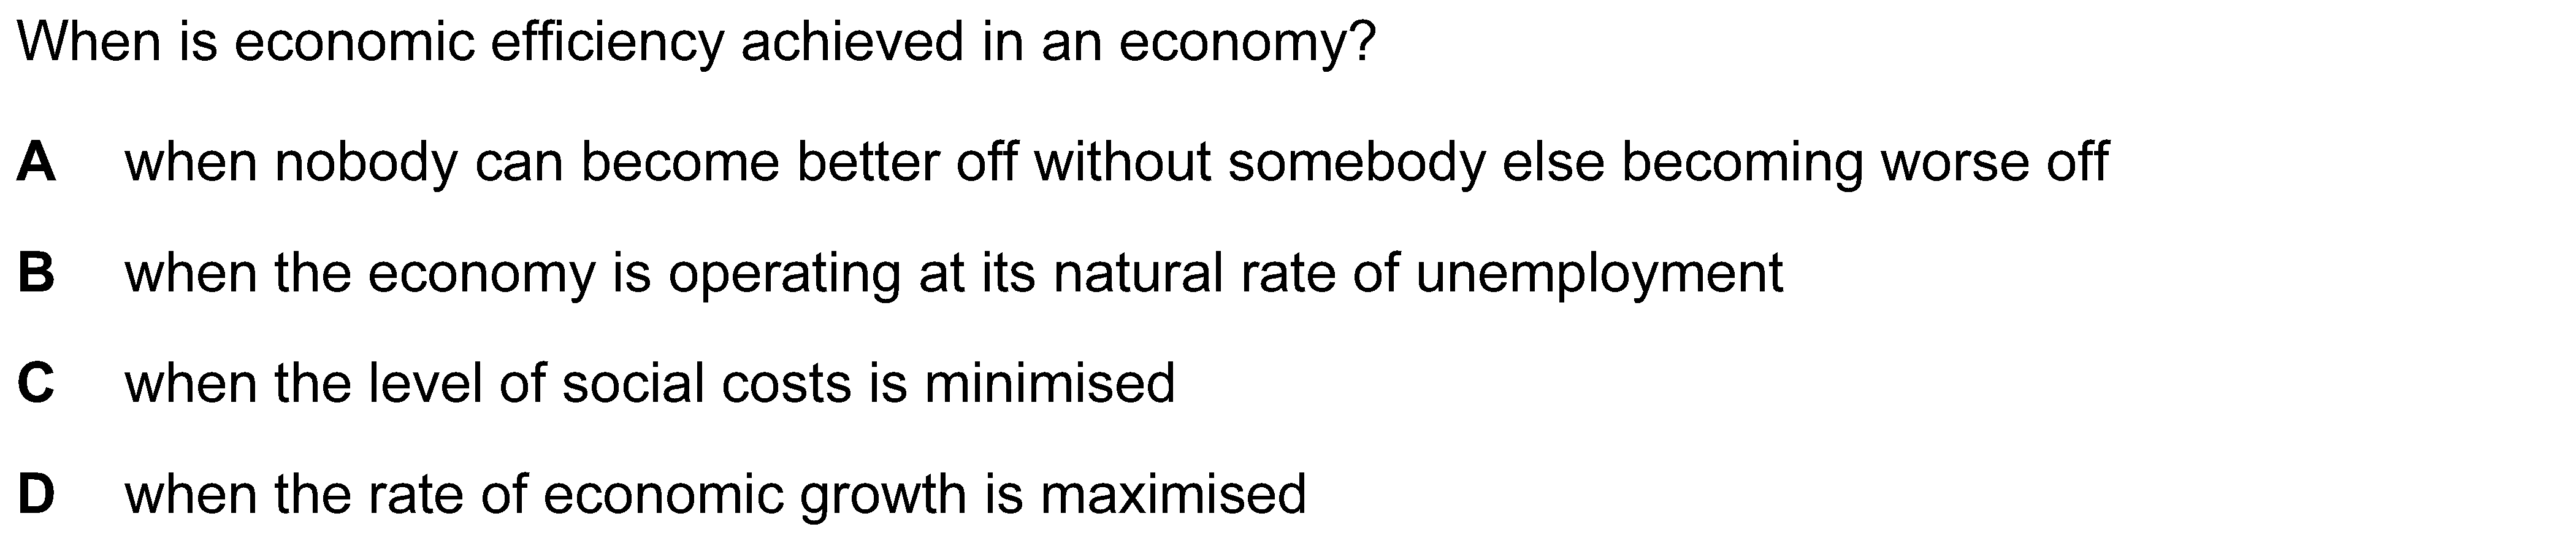 When is economic efficiency achieved in an economy?
A when nobody can become better off without somebody else becoming worse off
B when the economy is operating at its natural rate of unemployment
C when the level of social costs is minimised
D when the rate of economic growth is maximised